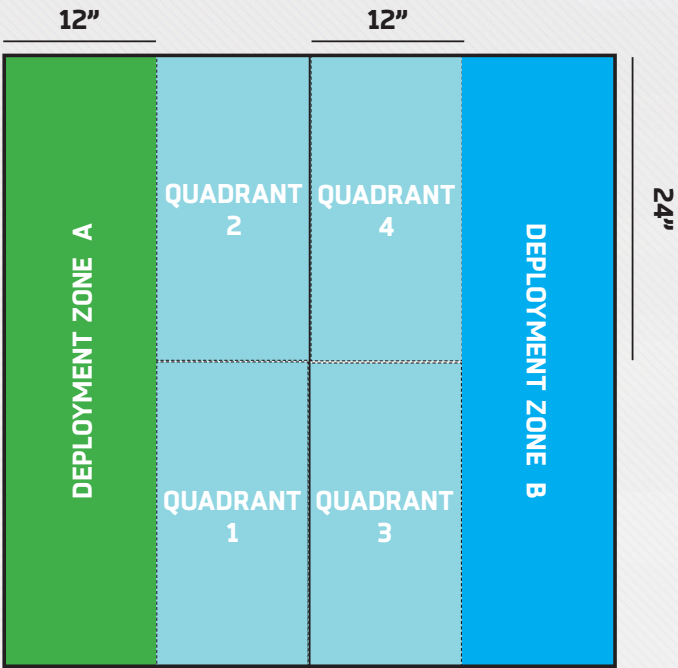 12”
12”
24”
DEPLOYMENT ZONE A
QUADRANT
2
QUADRANT
4
DEPLOYMENT ZONE B
QUADRANT
1
QUADRANT
3